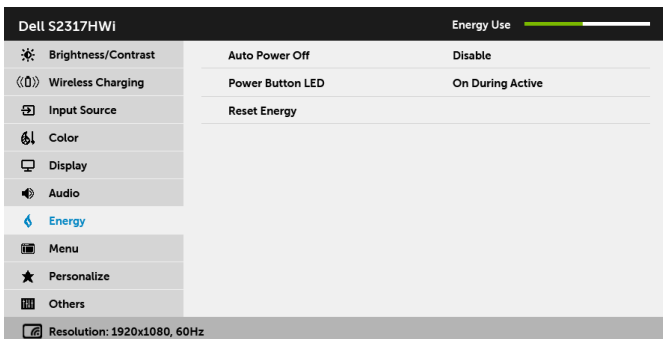 Dell S2317HWi Energy Use
Brightness/Contrast Auto Power Off Disable
Wireless Charging Power Button LED On During Active
Input Source Reset Energy
Color
Display
Audio
Energy
Menu
Personalize
Others
Resolution: 1920x1080, 60Hz